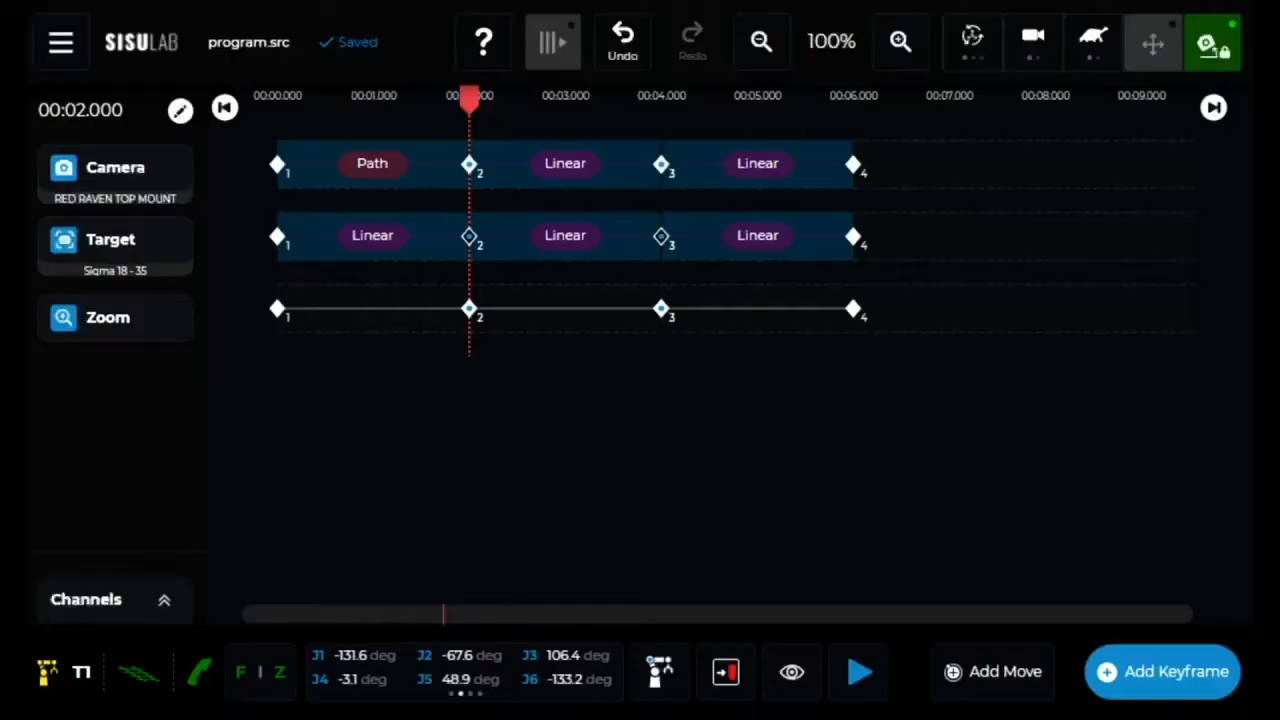 SISULAB program.src Saved ? Undo Redo 100%
00:02.000 00:00.000 00:01.000 00:03.000 00:04.000 00:05.000 00:06.000 00:07.000 00:08.000 00:09.000
Camera Path Linear Linear
1 2 3 4
RED RAVEN TOP MOUNT
Target Linear Linear Linear
1 2 3 4
Sigma 18 - 35
Zoom
1 2 3 4
Channels
J1 -131.6 deg J2 -67.6 deg J3 106.4 deg
T1 F I Z Add Move Add Keyframe
J4 -3.1 deg J5 48.9 deg J6 -133.2 deg